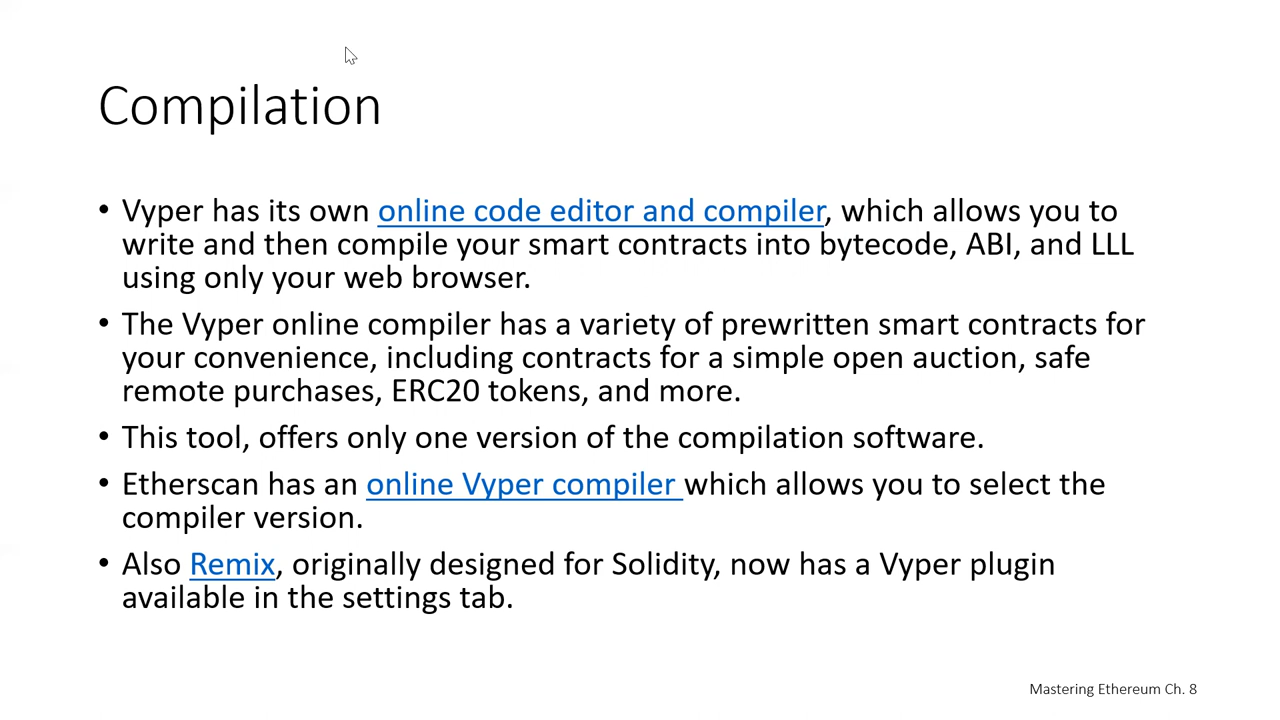 Compilation
• Vyper has its own online code editor and compiler, which allows you to
write and then compile your smart contracts into bytecode, ABI, and LLL
using only your web browser.
• The Vyper online compiler has a variety of prewritten smart contracts for
your convenience, including contracts for a simple open auction, safe
remote purchases, ERC20 tokens, and more.
• This tool, offers only one version of the compilation software.
• Etherscan has an online Vyper compiler which allows you to select the
compiler version.
• Also Remix, originally designed for Solidity, now has a Vyper plugin
available in the settings tab.
Mastering Ethereum Ch. 8